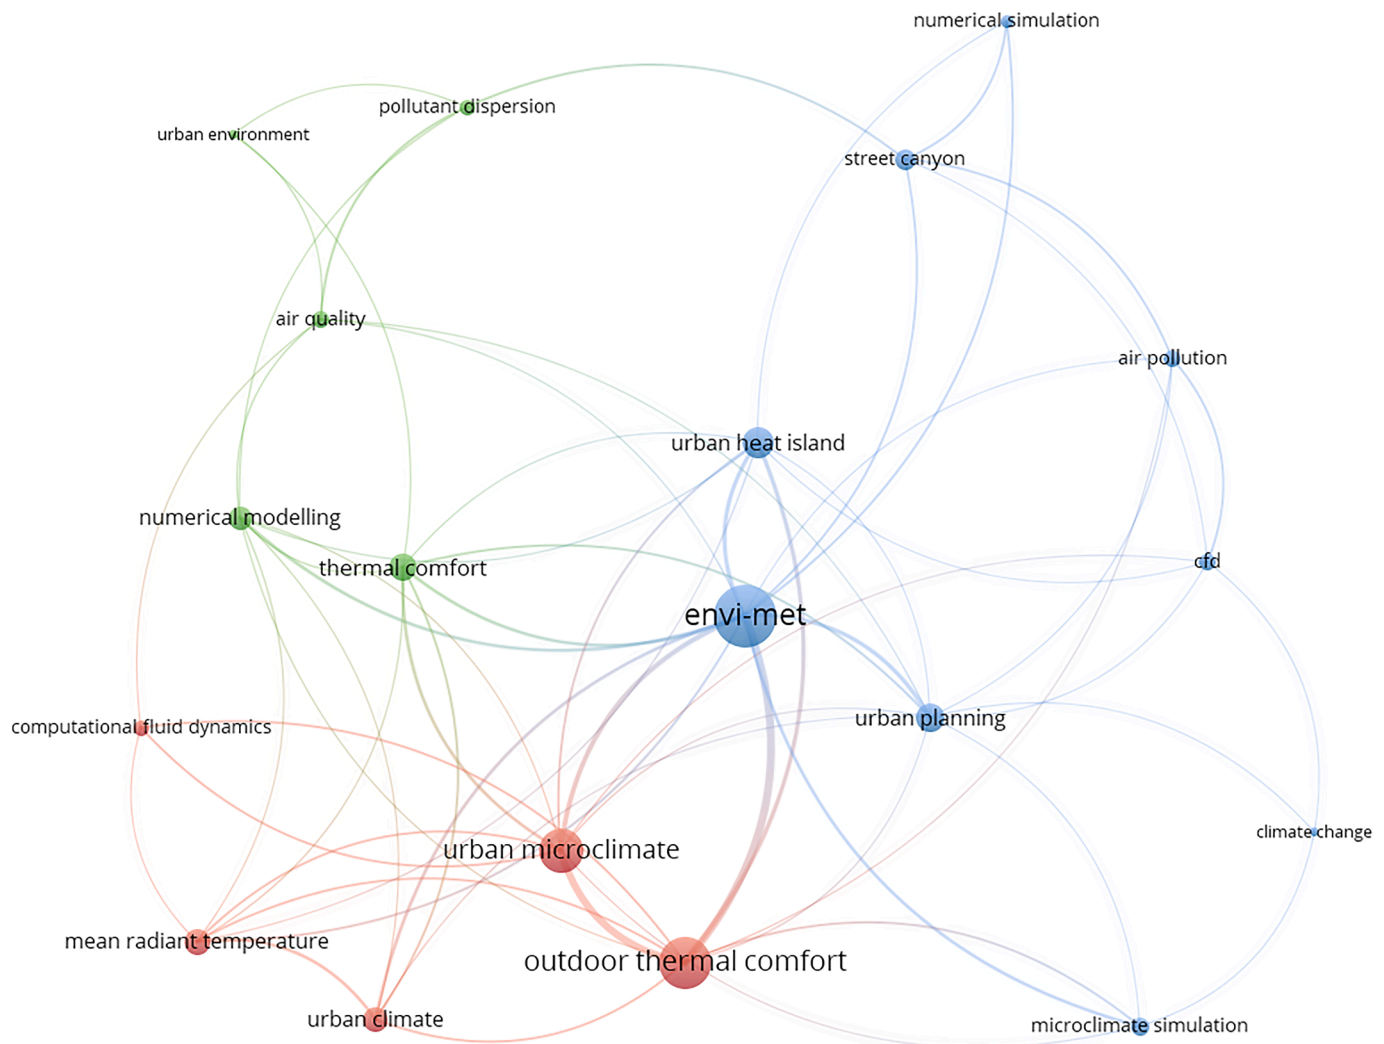 numerical simulation
pollutant dispersion
urban environment
street canyon
air quality
air pollution
urban heat island
numerical modelling
thermal comfort
cfd
envi-met
urban planning
computational fluid dynamics
climate change
urban microclimate
mean radiant temperature
outdoor thermal comfort
urban climate
microclimate simulation